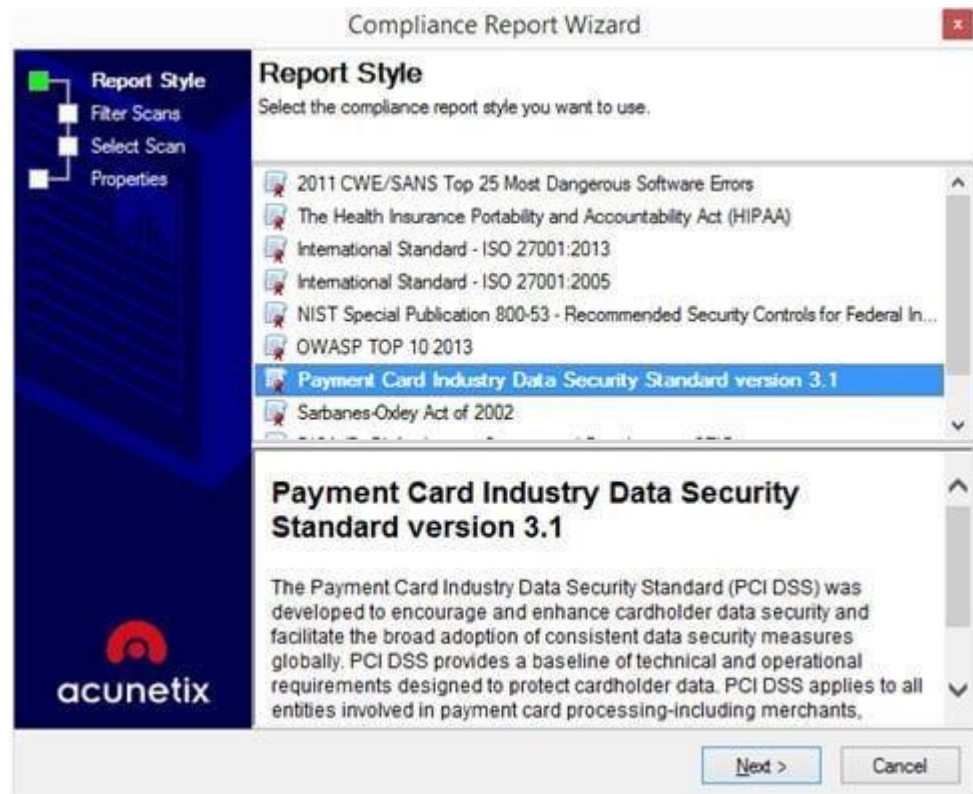 Compliance Report Wizard
x
Report Style
Filter Scans
Select Scan
Properties
Report Style
Select the compliance report style you want to use.
2011 CWE/SANS Top 25 Most Dangerous Software Errors
The Health Insurance Portability and Accountability Act (HIPAA)
International Standard - ISO 27001:2013
International Standard - ISO 27001:2005
NIST Special Publication 800-53 - Recommended Security Controls for Federal In...
OWASP TOP 10 2013
Payment Card Industry Data Security Standard version 3.1
Sarbanes-Oxley Act of 2002
Payment Card Industry Data Security
Standard version 3.1
The Payment Card Industry Data Security Standard (PCI DSS) was
developed to encourage and enhance cardholder data security and
facilitate the broad adoption of consistent data security measures
globally. PCI DSS provides a baseline of technical and operational
requirements designed to protect cardholder data. PCI DSS applies to all
entities involved in payment card processing-including merchants,
acunetix
Next >
Cancel